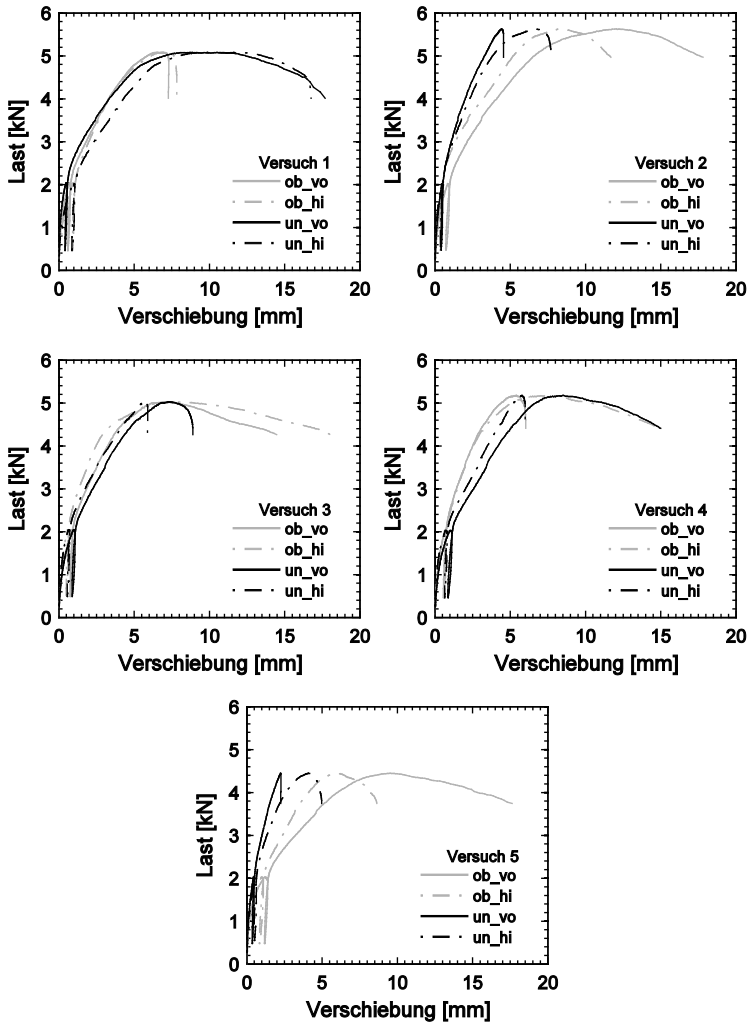 6
5
4
3
2
1
0
Last [kN]
Versuch 1
ob_vo
ob_hi
un_vo
un_hi
0 5 10 15 20
Verschiebung [mm]
6
5
4
3
2
1
0
Last [kN]
Versuch 2
ob_vo
ob_hi
un_vo
un_hi
0 5 10 15 20
Verschiebung [mm]
6
5
4
3
2
1
0
Last [kN]
Versuch 3
ob_vo
ob_hi
un_vo
un_hi
0 5 10 15 20
Verschiebung [mm]
6
5
4
3
2
1
0
Last [kN]
Versuch 4
ob_vo
ob_hi
un_vo
un_hi
0 5 10 15 20
Verschiebung [mm]
6
5
4
3
2
1
0
Last [kN]
Versuch 5
ob_vo
ob_hi
un_vo
un_hi
0 5 10 15 20
Verschiebung [mm]